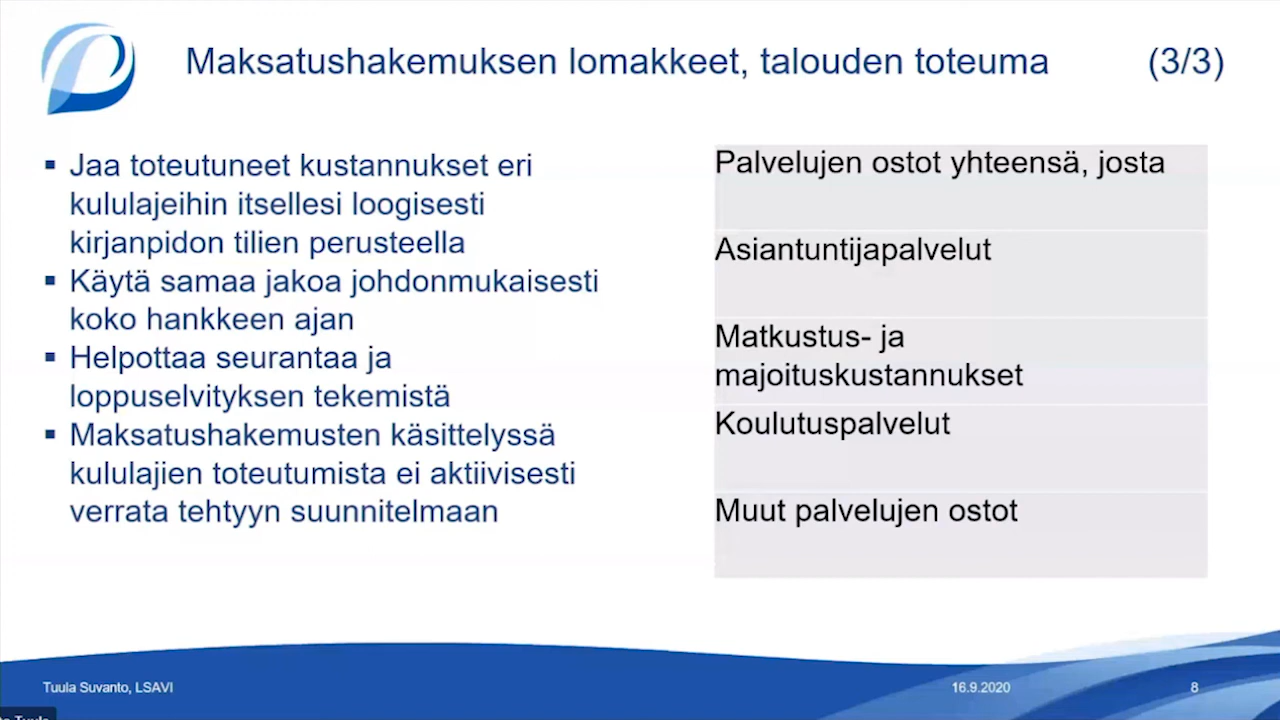 Maksatushakemuksen lomakkeet, talouden toteuma (3/3)
▪ Jaa toteutuneet kustannukset eri
kululajeihin itsellesi loogisesti
kirjanpidon tilien perusteella
▪ Käytä samaa jakoa johdonmukaisesti
koko hankkeen ajan
▪ Helpottaa seurantaa ja
loppuselvityksen tekemistä
▪ Maksatushakemusten käsittelyssä
kululajien toteutumista ei aktiivisesti
verrata tehtyyn suunnitelmaan
Palvelujen ostot yhteensä, josta
Asiantuntijapalvelut
Matkustus- ja
majoituskustannukset
Koulutuspalvelut
Muut palvelujen ostot
Tuula Suvanto, LSAVI
16.9.2020
8